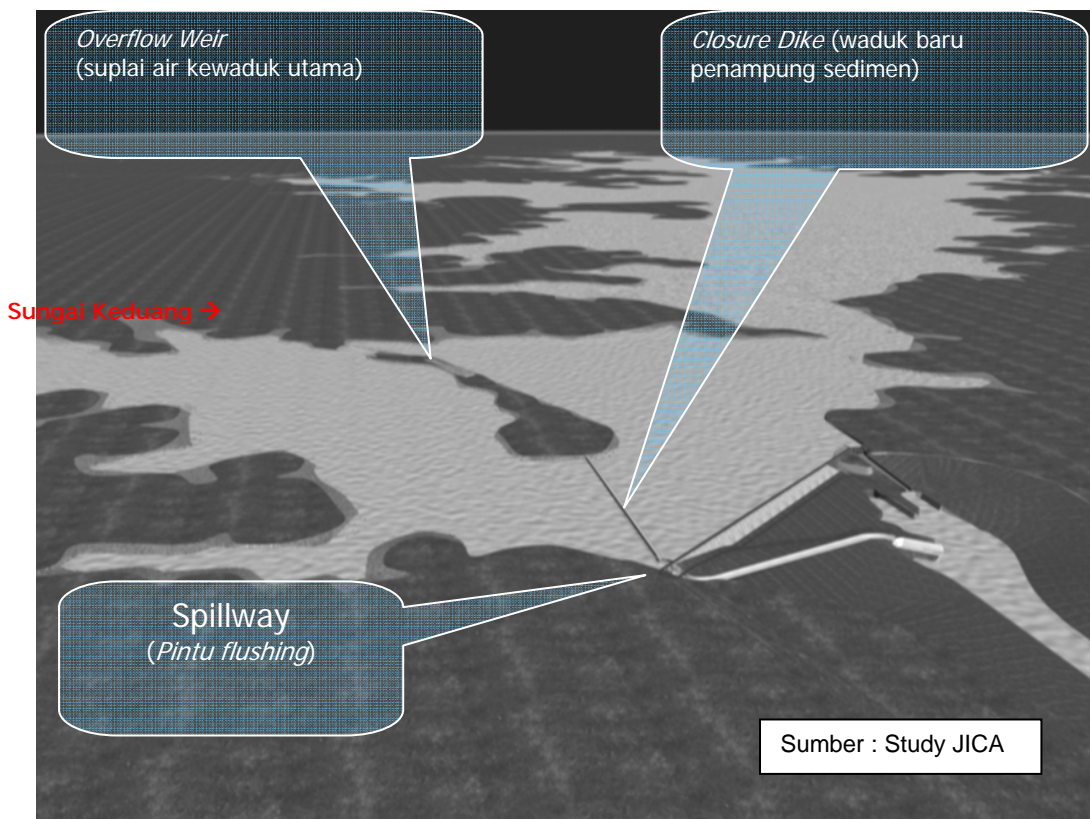 Overflow Weir
(suplai air kewaduk utama)
Closure Dike (waduk baru
penampung sedimen)
Sungai Keduang →
Spillway
(Pintu flushing)
Sumber : Study JICA